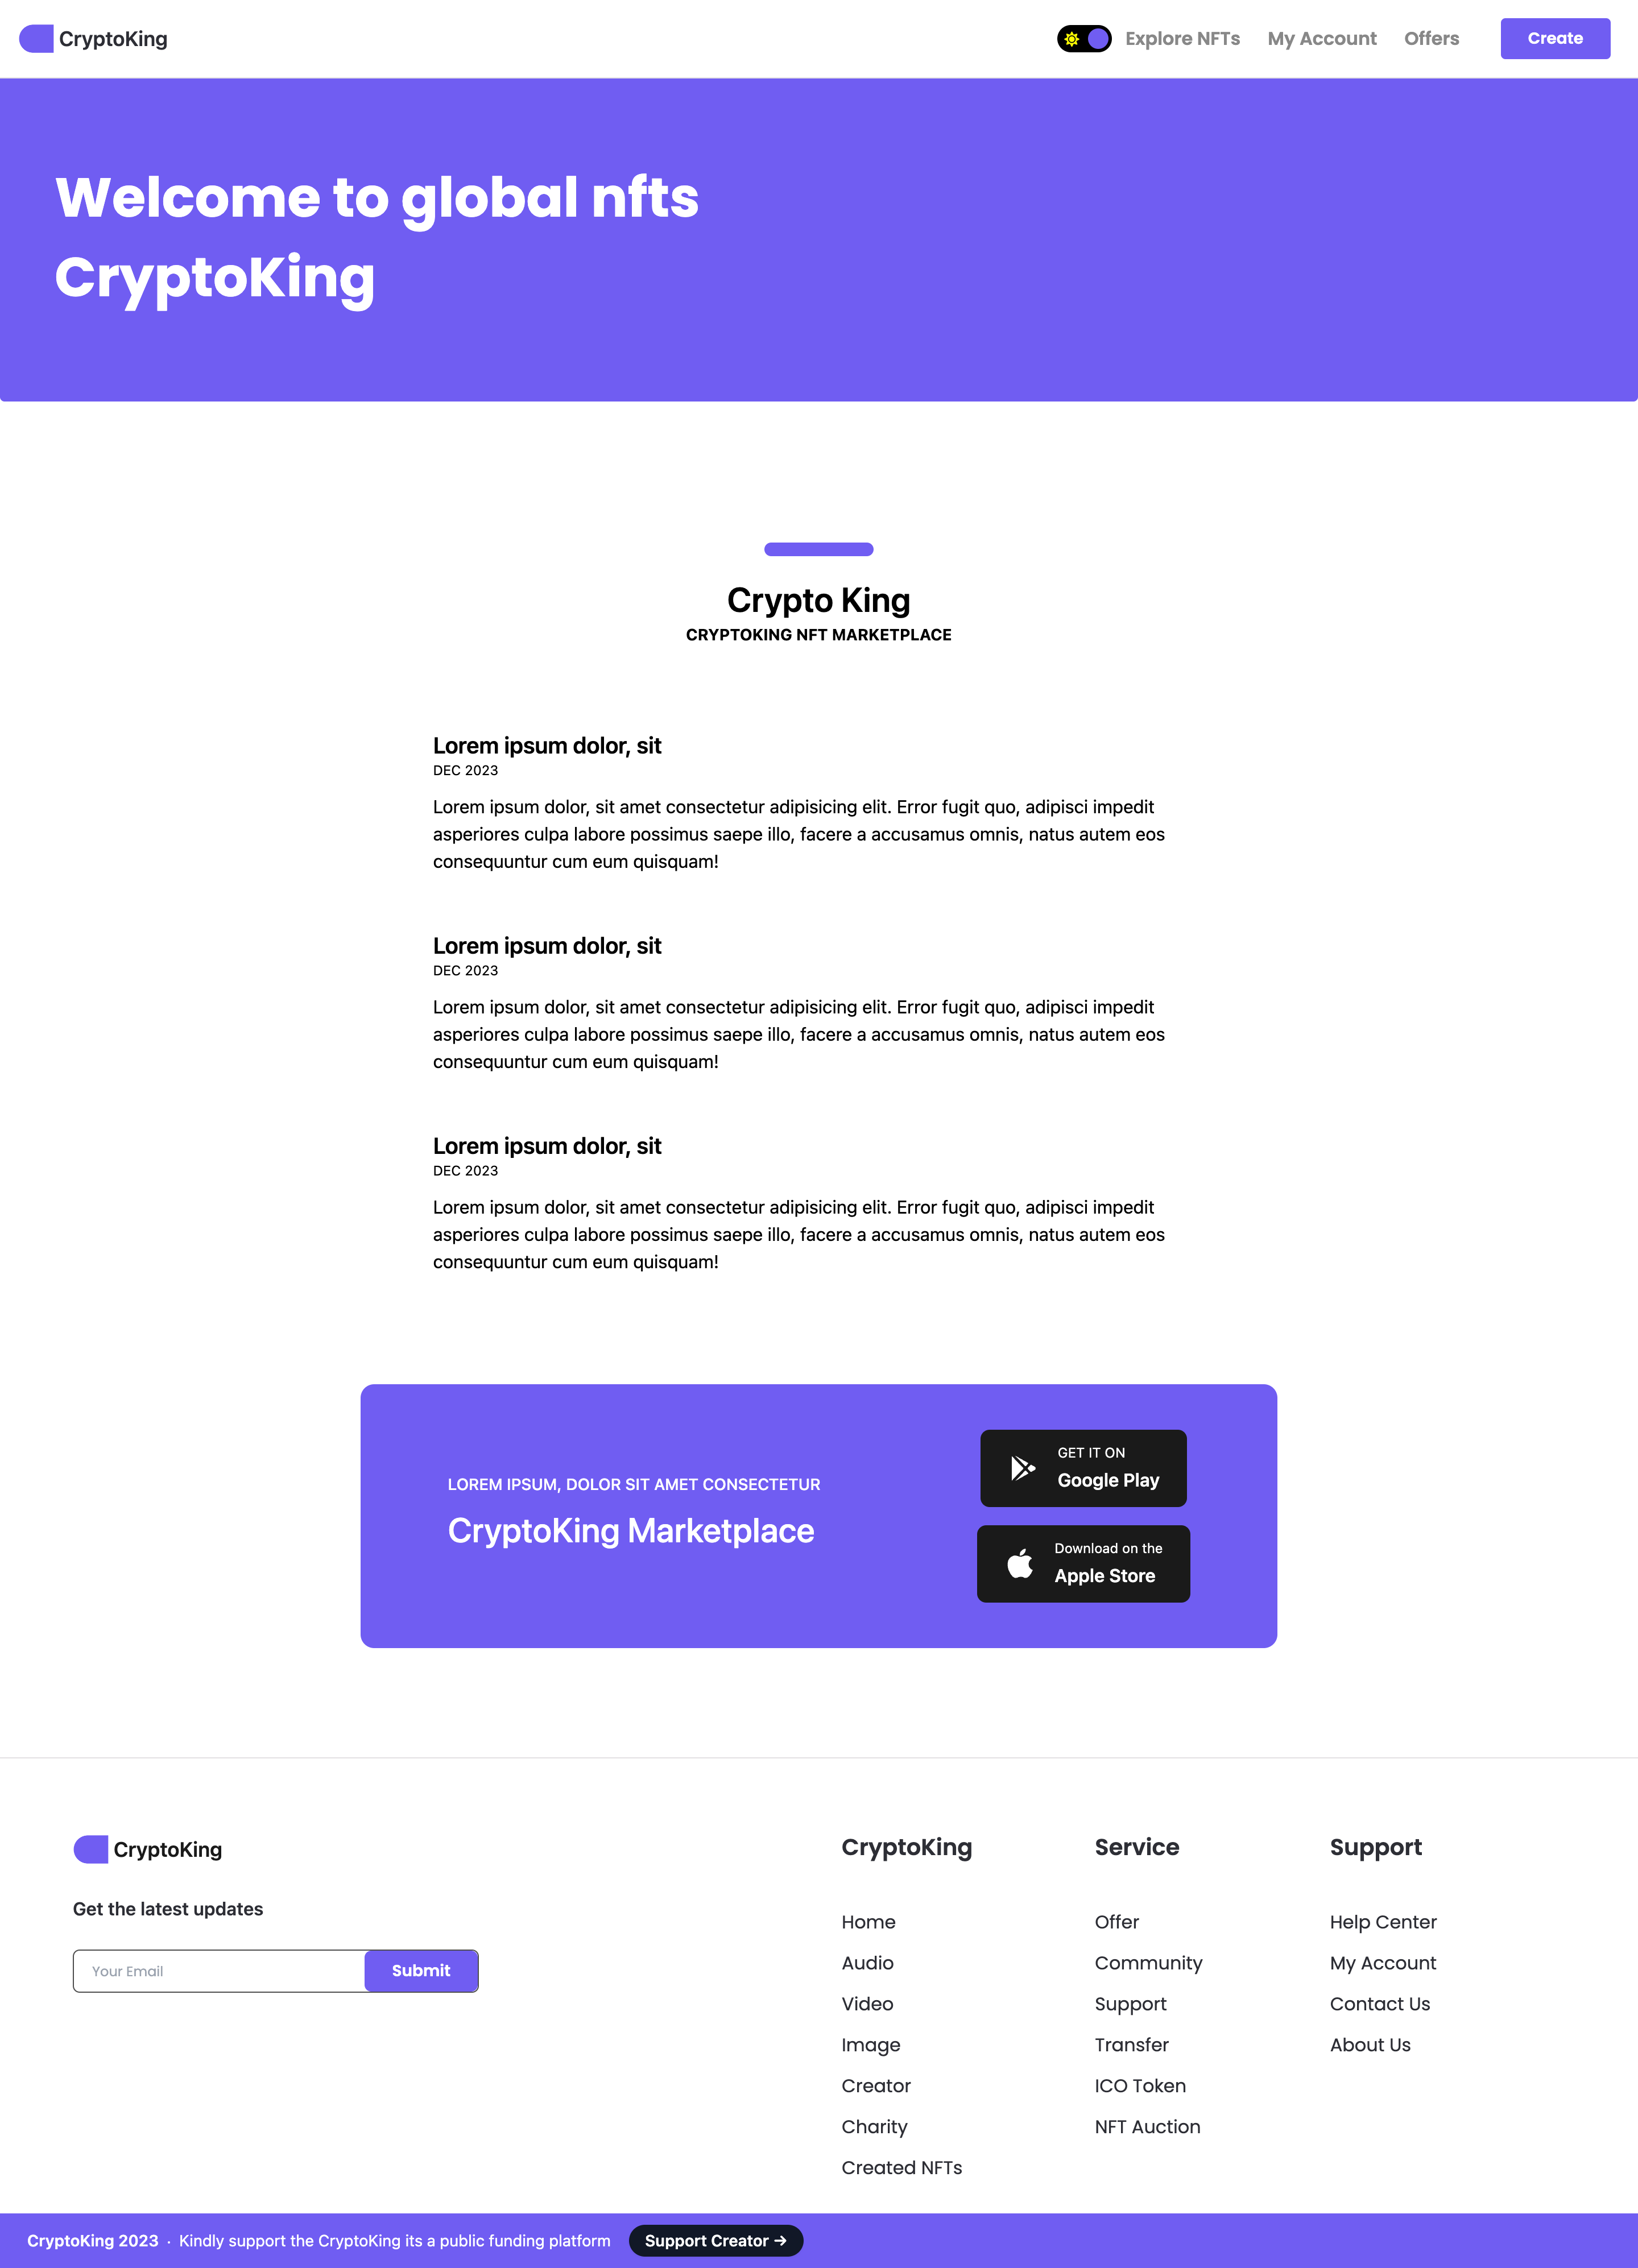 CryptoKing
Explore NFTs
My Account
Offers
Create
Welcome to global nfts
CryptoKing
Crypto King
CRYPTOKING NFT MARKETPLACE
Lorem ipsum dolor, sit
DEC 2023
Lorem ipsum dolor, sit amet consectetur adipisicing elit. Error fugit quo, adipisci impedit
asperiores culpa labore possimus saepe illo, facere a accusamus omnis, natus autem eos
consequuntur cum eum quisquam!
Lorem ipsum dolor, sit
DEC 2023
Lorem ipsum dolor, sit amet consectetur adipisicing elit. Error fugit quo, adipisci impedit
asperiores culpa labore possimus saepe illo, facere a accusamus omnis, natus autem eos
consequuntur cum eum quisquam!
Lorem ipsum dolor, sit
DEC 2023
Lorem ipsum dolor, sit amet consectetur adipisicing elit. Error fugit quo, adipisci impedit
asperiores culpa labore possimus saepe illo, facere a accusamus omnis, natus autem eos
consequuntur cum eum quisquam!
LOREM IPSUM, DOLOR SIT AMET CONSECTETUR
CryptoKing Marketplace
GET IT ON
Google Play
Download on the
Apple Store
CryptoKing
Get the latest updates
Your Email
Submit
CryptoKing
Home
Audio
Video
Image
Creator
Charity
Created NFTs
Service
Offer
Community
Support
Transfer
ICO Token
NFT Auction
Support
Help Center
My Account
Contact Us
About Us
CryptoKing 2023 · Kindly support the CryptoKing its a public funding platform
Support Creator →